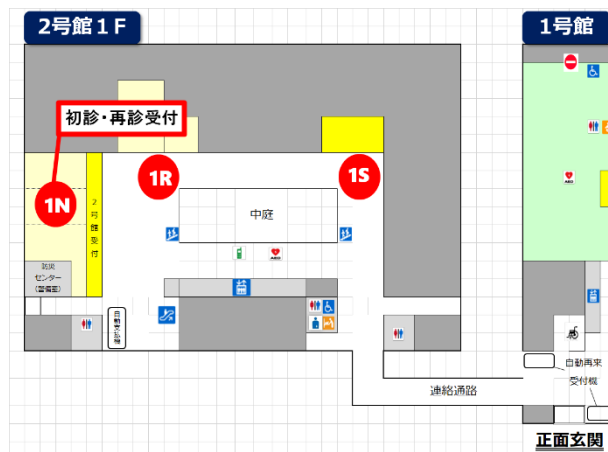 2号館1F
1号館
初診・再診受付
1N
1R
1S
2号館受付
中庭
AED
AED
防災
センター
(警備室)
自動支払機
自動再来
受付機
連絡通路
正面玄関